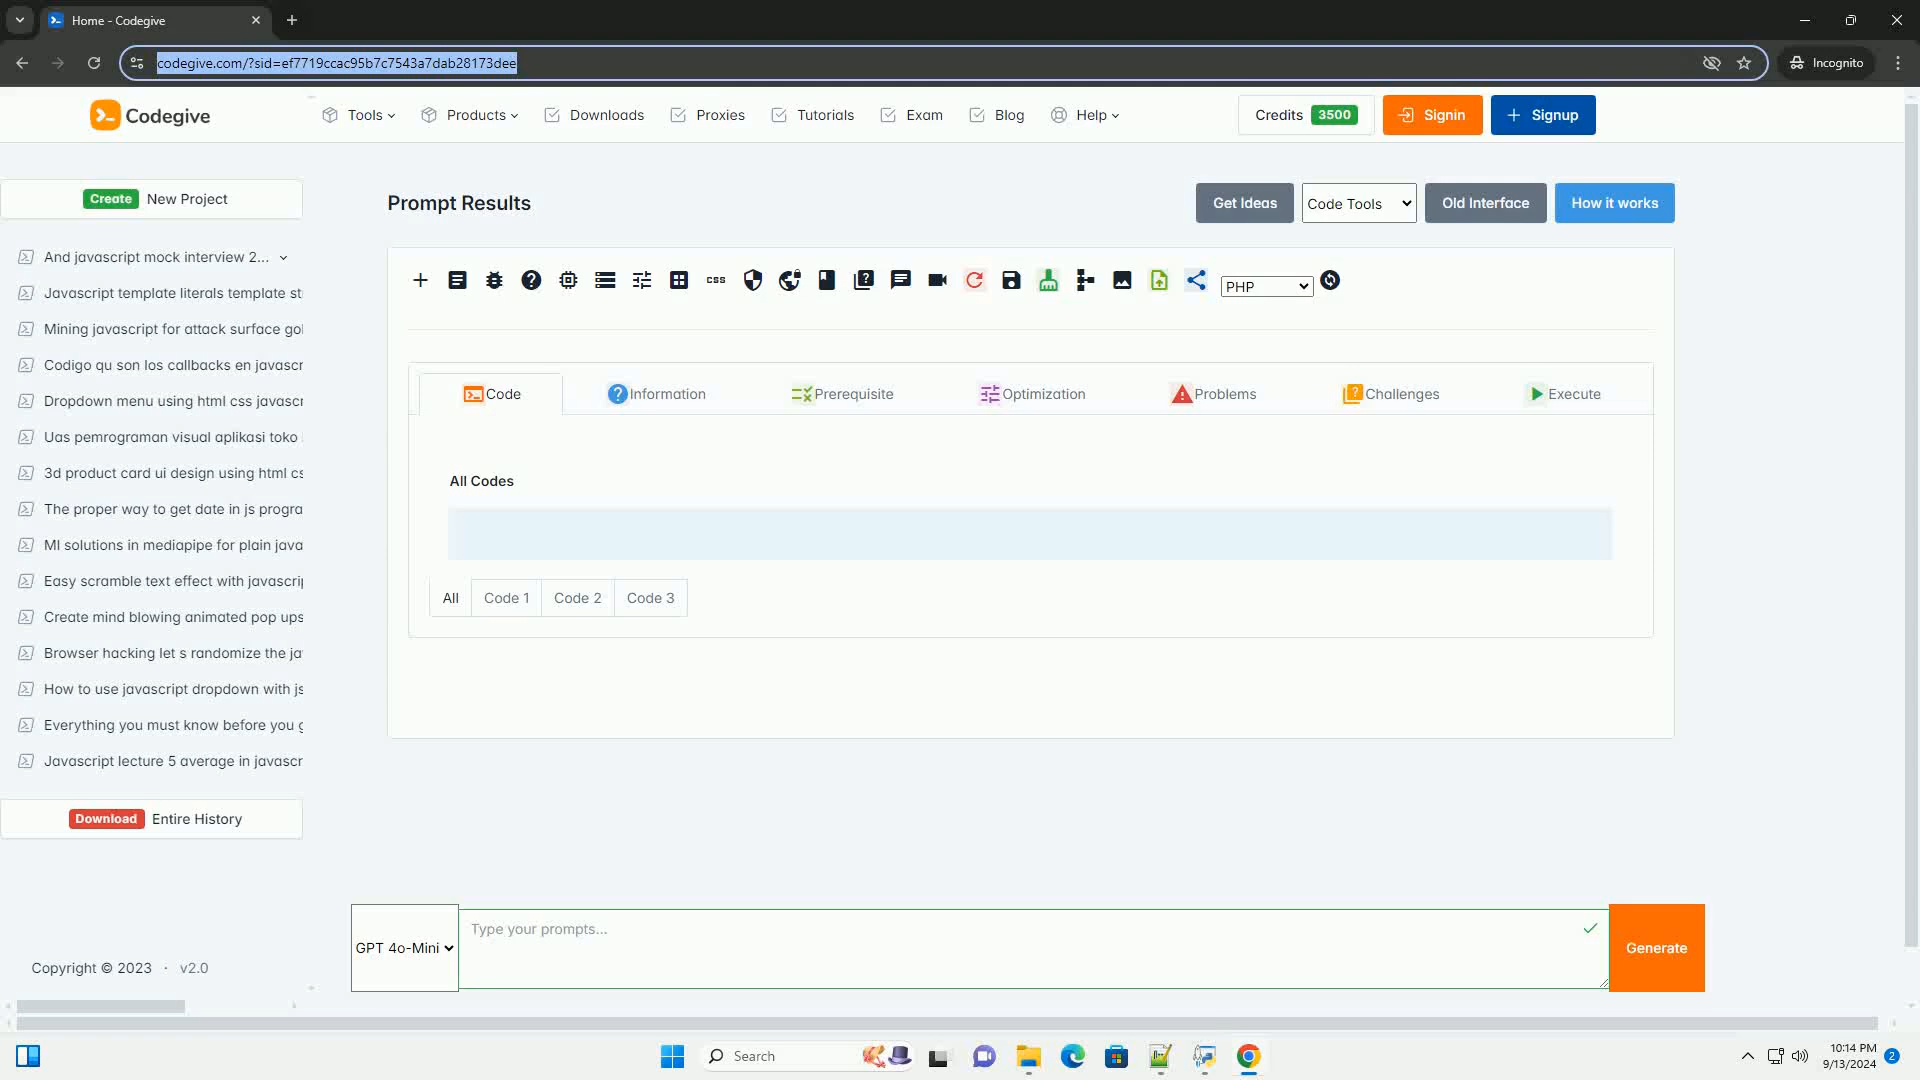 Home - Codegive
codegive.com/?sid=ef7719ccac95b7c7543a7dab28173dee
Incognito
Codegive
Tools
Products
Downloads
Proxies
Tutorials
Exam
Blog
Help
Credits 3500
Signin
Signup
Create New Project
And javascript mock interview 2...
Javascript template literals template st
Mining javascript for attack surface gol
Codigo qu son los callbacks en javascr
Dropdown menu using html css javascr
Uas pemrograman visual aplikasi toko
3d product card ui design using html cs
The proper way to get date in js progra
Ml solutions in mediapipe for plain java
Easy scramble text effect with javascrip
Create mind blowing animated pop ups
Browser hacking let s randomize the ja
How to use javascript dropdown with js
Everything you must know before you g
Javascript lecture 5 average in javascr
Download Entire History
Copyright © 2023 · v2.0
Prompt Results
Get Ideas
Code Tools
Old Interface
How it works
css
PHP
Code
Information
Prerequisite
Optimization
Problems
Challenges
Execute
All Codes
All
Code 1
Code 2
Code 3
GPT 4o-Mini
Type your prompts...
Generate
Search
10:14 PM
9/13/2024
2